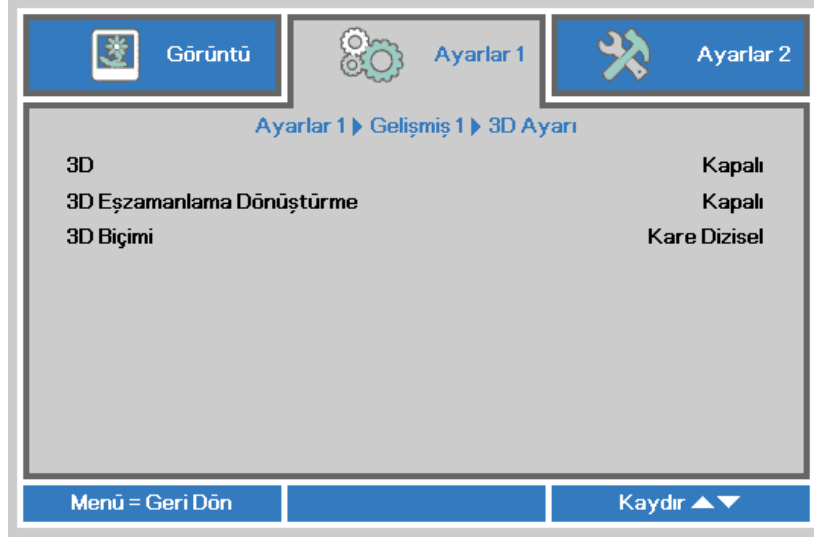 Görüntü
Ayarlar 1
Ayarlar 2
Ayarlar 1 ▶ Gelişmiş 1 ▶ 3D Ayarı
3D Kapalı
3D Eşzamanlama Dönüştürme Kapalı
3D Biçimi Kare Dizisel
Menü = Geri Dön
Kaydır ▲▼